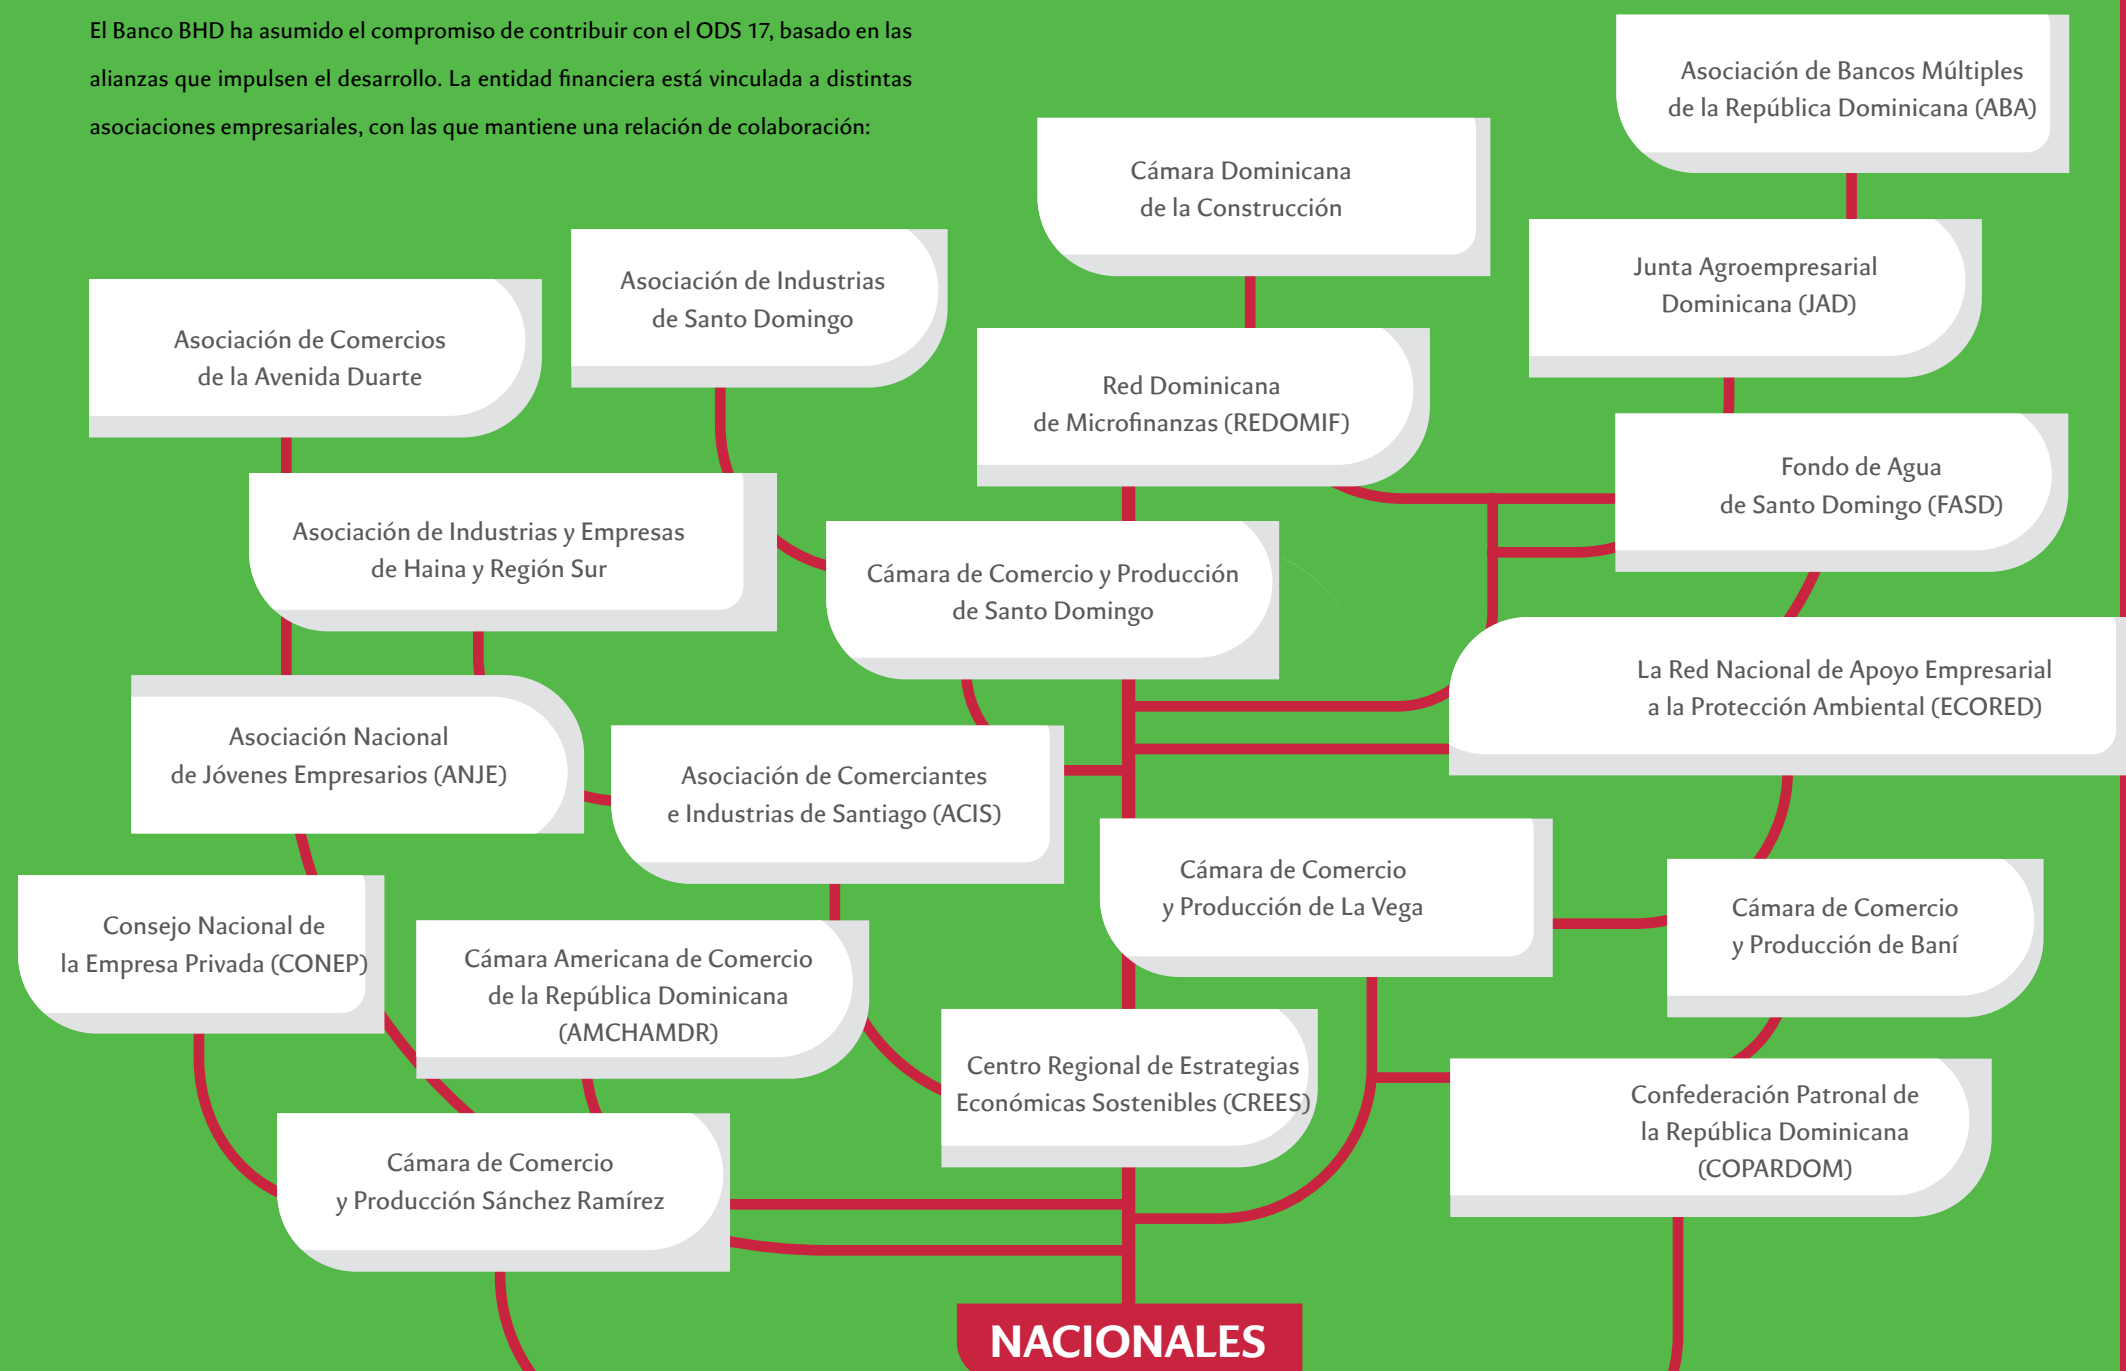 El Banco BHD ha asumido el compromiso de contribuir con el ODS 17, basado en las
alianzas que impulsen el desarrollo. La entidad financiera está vinculada a distintas
asociaciones empresariales, con las que mantiene una relación de colaboración:
Asociación de Bancos Múltiples
de la República Dominicana (ABA)
Cámara Dominicana
de la Construcción
Asociación de Industrias
de Santo Domingo
Junta Agroempresarial
Dominicana (JAD)
Asociación de Comercios
de la Avenida Duarte
Red Dominicana
de Microfinanzas (REDOMIF)
Fondo de Agua
de Santo Domingo (FASD)
Asociación de Industrias y Empresas
de Haina y Región Sur
Cámara de Comercio y Producción
de Santo Domingo
La Red Nacional de Apoyo Empresarial
a la Protección Ambiental (ECORED)
Asociación Nacional
de Jóvenes Empresarios (ANJE)
Asociación de Comerciantes
e Industrias de Santiago (ACIS)
Cámara de Comercio
y Producción de La Vega
Cámara de Comercio
y Producción de Baní
Consejo Nacional de
la Empresa Privada (CONEP)
Cámara Americana de Comercio
de la República Dominicana
(AMCHAMDR)
Centro Regional de Estrategias
Económicas Sostenibles (CREES)
Confederación Patronal de
la República Dominicana
(COPARDOM)
Cámara de Comercio
y Producción Sánchez Ramírez
NACIONALES